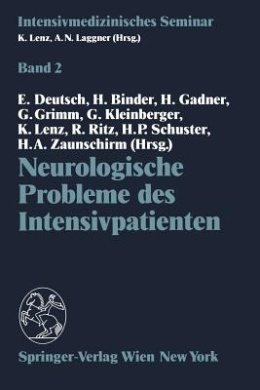 Intensivmedizinisches Seminar
K. Lenz, A.N. Laggner (Hrsg.)
Band 2
E. Deutsch, H. Binder, H. Gadner,
G. Grimm, G. Kleinberger,
K. Lenz, R. Ritz, H.P. Schuster,
H.A. Zaunschirm (Hrsg.)
Neurologische
Probleme des
Intensivpatienten
Springer-Verlag Wien New York